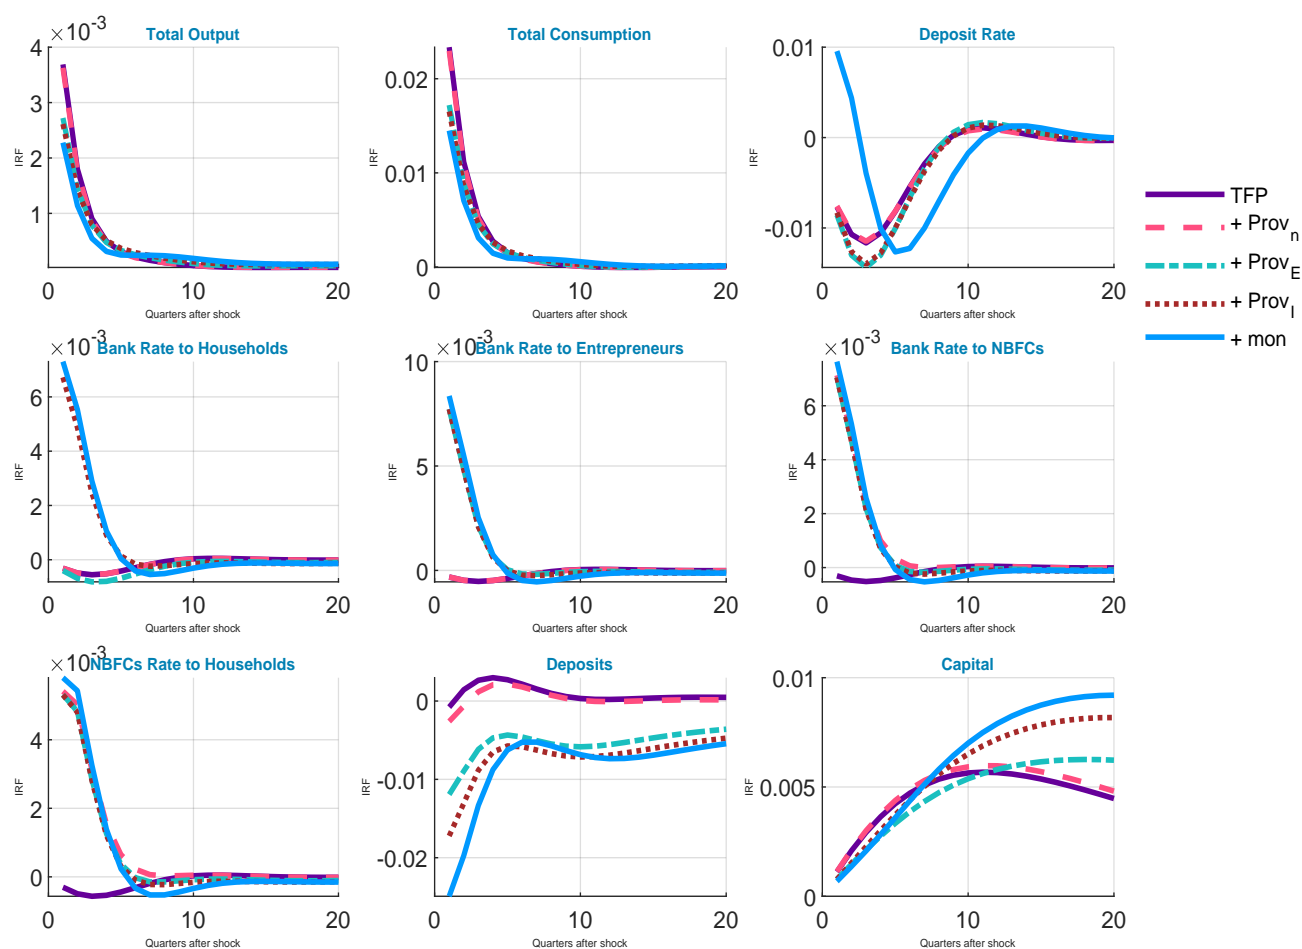 ×10⁻³
Total Output
4
3
2
1
IRF
0
10
20
Quarters after shock
Total Consumption
0.02
0.01
0
IRF
0
10
20
Quarters after shock
Deposit Rate
0.01
0
-0.01
IRF
0
10
20
Quarters after shock
TFP
+ Prov_n
+ Prov_E
+ Prov_I
+ mon
×10⁻³
Bank Rate to Households
6
4
2
0
IRF
0
10
20
Quarters after shock
×10⁻³
Bank Rate to Entrepreneurs
10
5
0
IRF
0
10
20
Quarters after shock
×10⁻³
Bank Rate to NBFCs
6
4
2
0
IRF
0
10
20
Quarters after shock
×10⁻³
NBFCs Rate to Households
4
2
0
IRF
0
10
20
Quarters after shock
Deposits
0
-0.01
-0.02
IRF
0
10
20
Quarters after shock
Capital
0.01
0.005
0
IRF
0
10
20
Quarters after shock